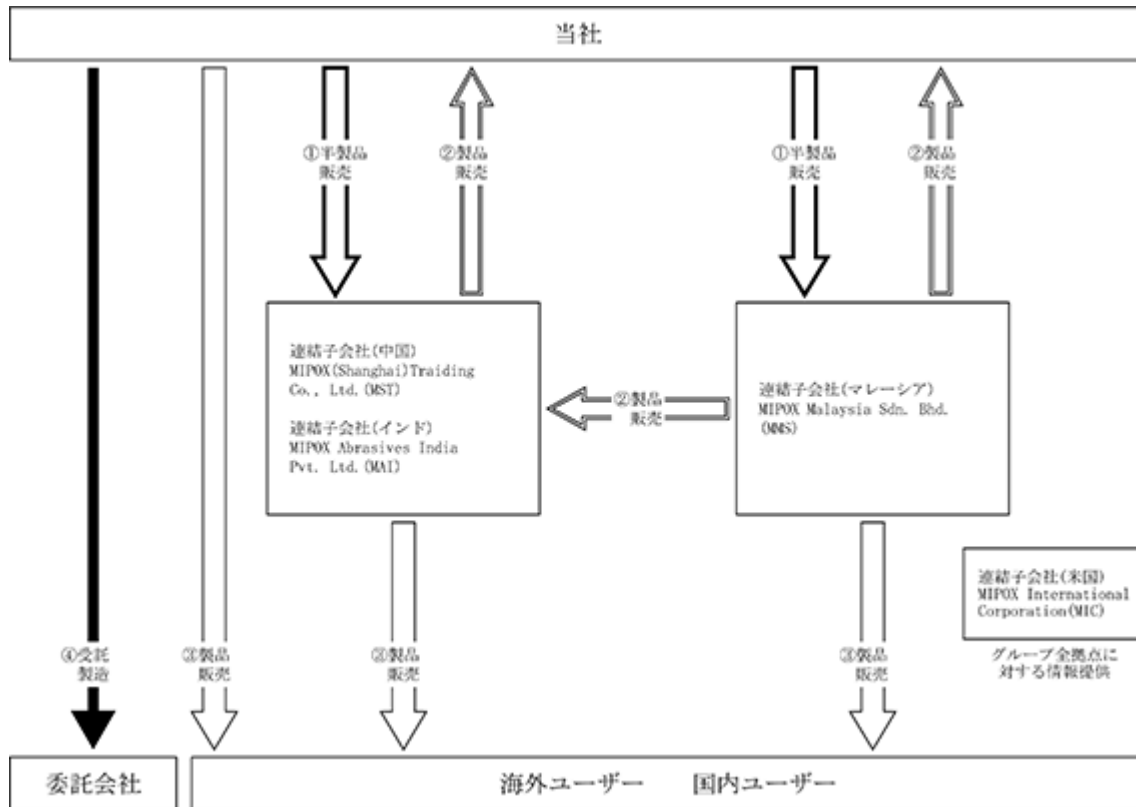 当社
①半製品
販売
②製品
販売
①半製品
販売
②製品
販売
連結子会社(中国)
MIPOX(Shanghai)Traiding
Co., Ltd.(MST)
連結子会社(インド)
MIPOX Abrasives India
Pvt. Ltd.(MAI)
②製品
販売
連結子会社(マレーシア)
MIPOX Malaysia Sdn. Bhd.
(MMS)
連結子会社(米国)
MIPOX International
Corporation(MIC)
グループ全拠点に
対する情報提供
④受託
製造
③製品
販売
③製品
販売
③製品
販売
委託会社
海外ユーザー 国内ユーザー